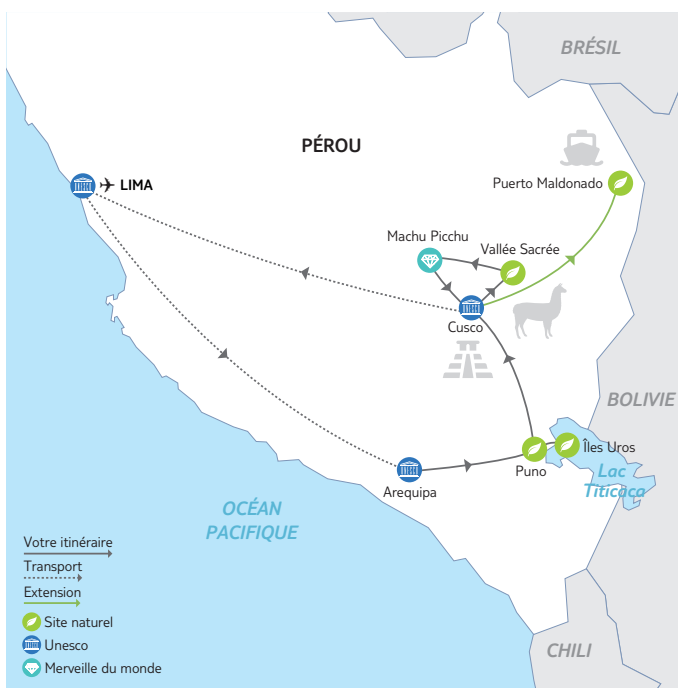 BRÉSIL
PÉROU
Puerto Maldonado
LIMA
Machu Picchu
Vallée Sacrée
Cusco
BOLIVIE
Îles Uros
Puno
Lac
Titicaca
Arequipa
OCÉAN
PACIFIQUE
Votre itinéraire
Transport
Extension
Site naturel
Unesco
Merveille du monde
CHILI